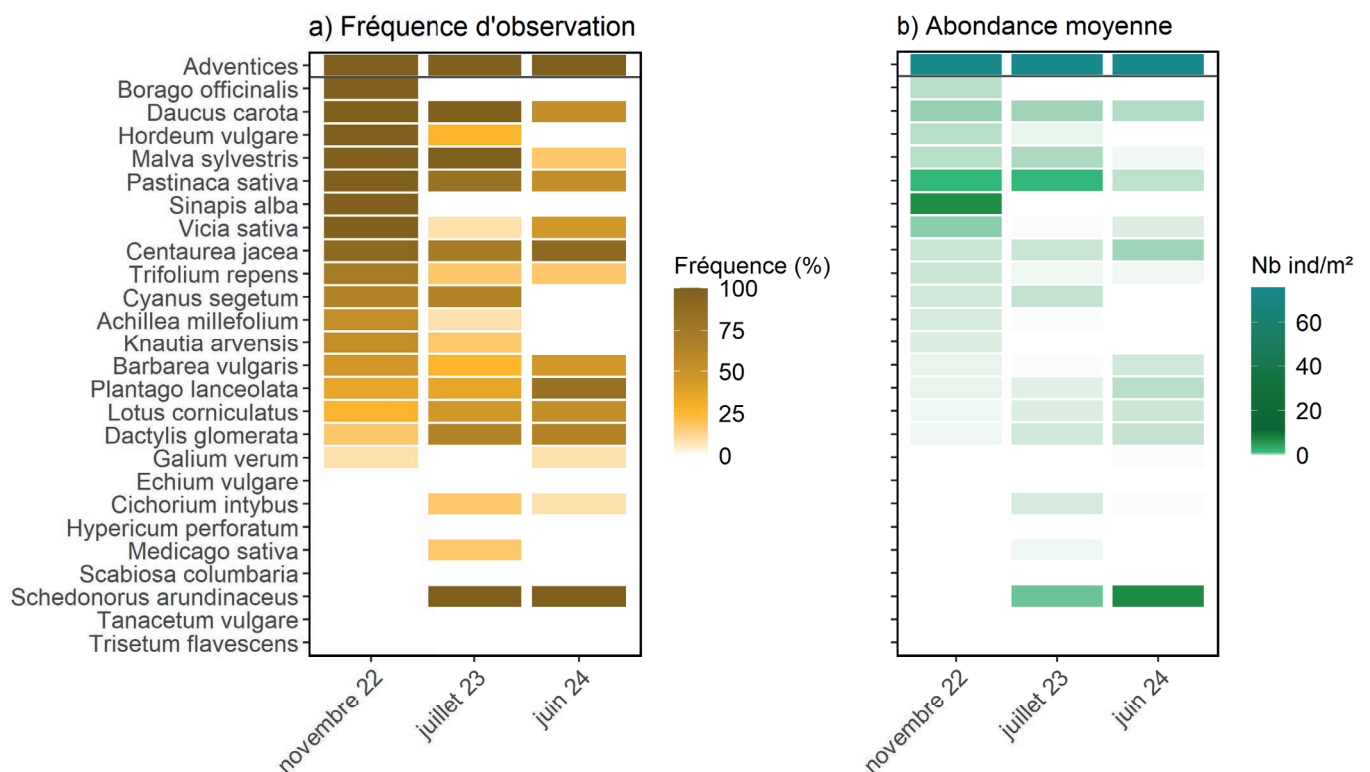 a) Fréquence d'observation
b) Abondance moyenne
Adventices
Borago officinalis
Daucus carota
Hordeum vulgare
Malva sylvestris
Pastinaca sativa
Sinapis alba
Vicia sativa
Centaurea jacea
Trifolium repens
Cyanus segetum
Achillea millefolium
Knautia arvensis
Barbarea vulgaris
Plantago lanceolata
Lotus corniculatus
Dactylis glomerata
Galium verum
Echium vulgare
Cichorium intybus
Hypericum perforatum
Medicago sativa
Scabiosa columbaria
Schedonorus arundinaceus
Tanacetum vulgare
Trisetum flavescens
novembre 22
juillet 23
juin 24
Fréquence (%)
100
75
50
25
0
novembre 22
juillet 23
juin 24
Nb ind/m²
60
40
20
0